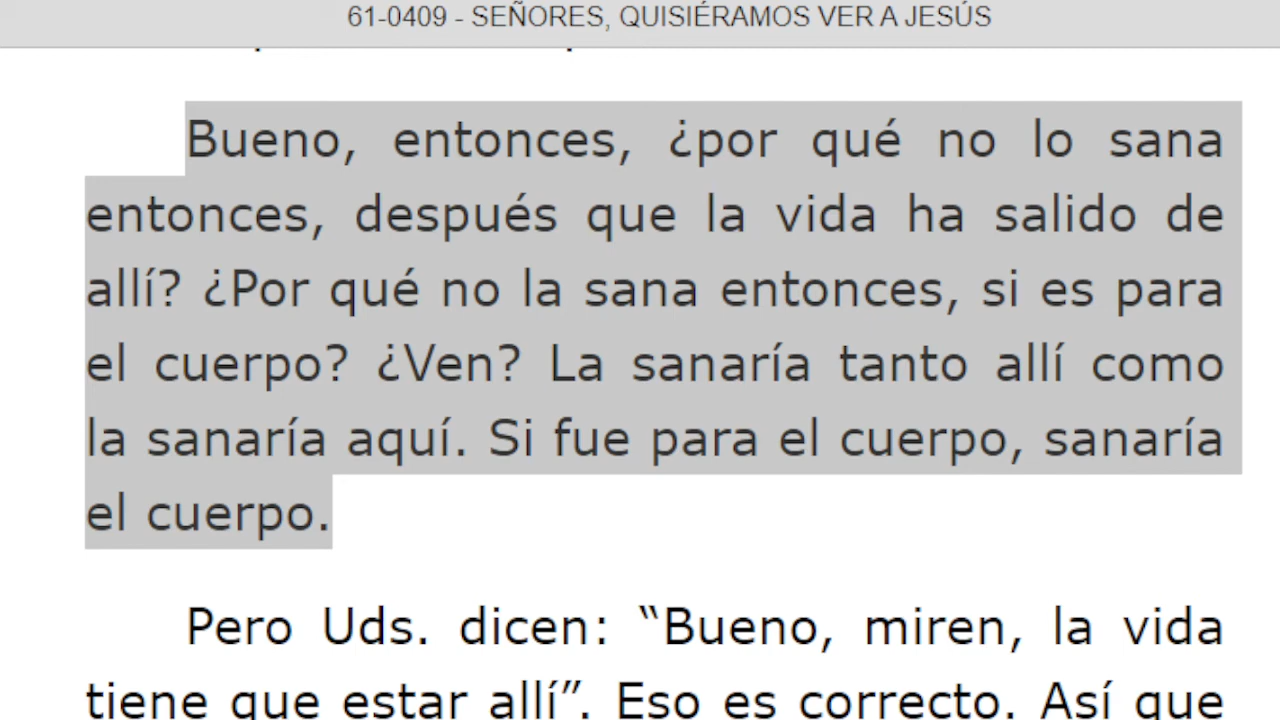 61-0409 - SEÑORES, QUISIÉRAMOS VER A JESÚS
Bueno, entonces, ¿por qué no lo sana
entonces, después que la vida ha salido de
allí? ¿Por qué no la sana entonces, si es para
el cuerpo? ¿Ven? La sanaría tanto allí como
la sanaría aquí. Si fue para el cuerpo, sanaría
el cuerpo.
Pero Uds. dicen: “Bueno, miren, la vida
tiene que estar allí”. Eso es correcto. Así que